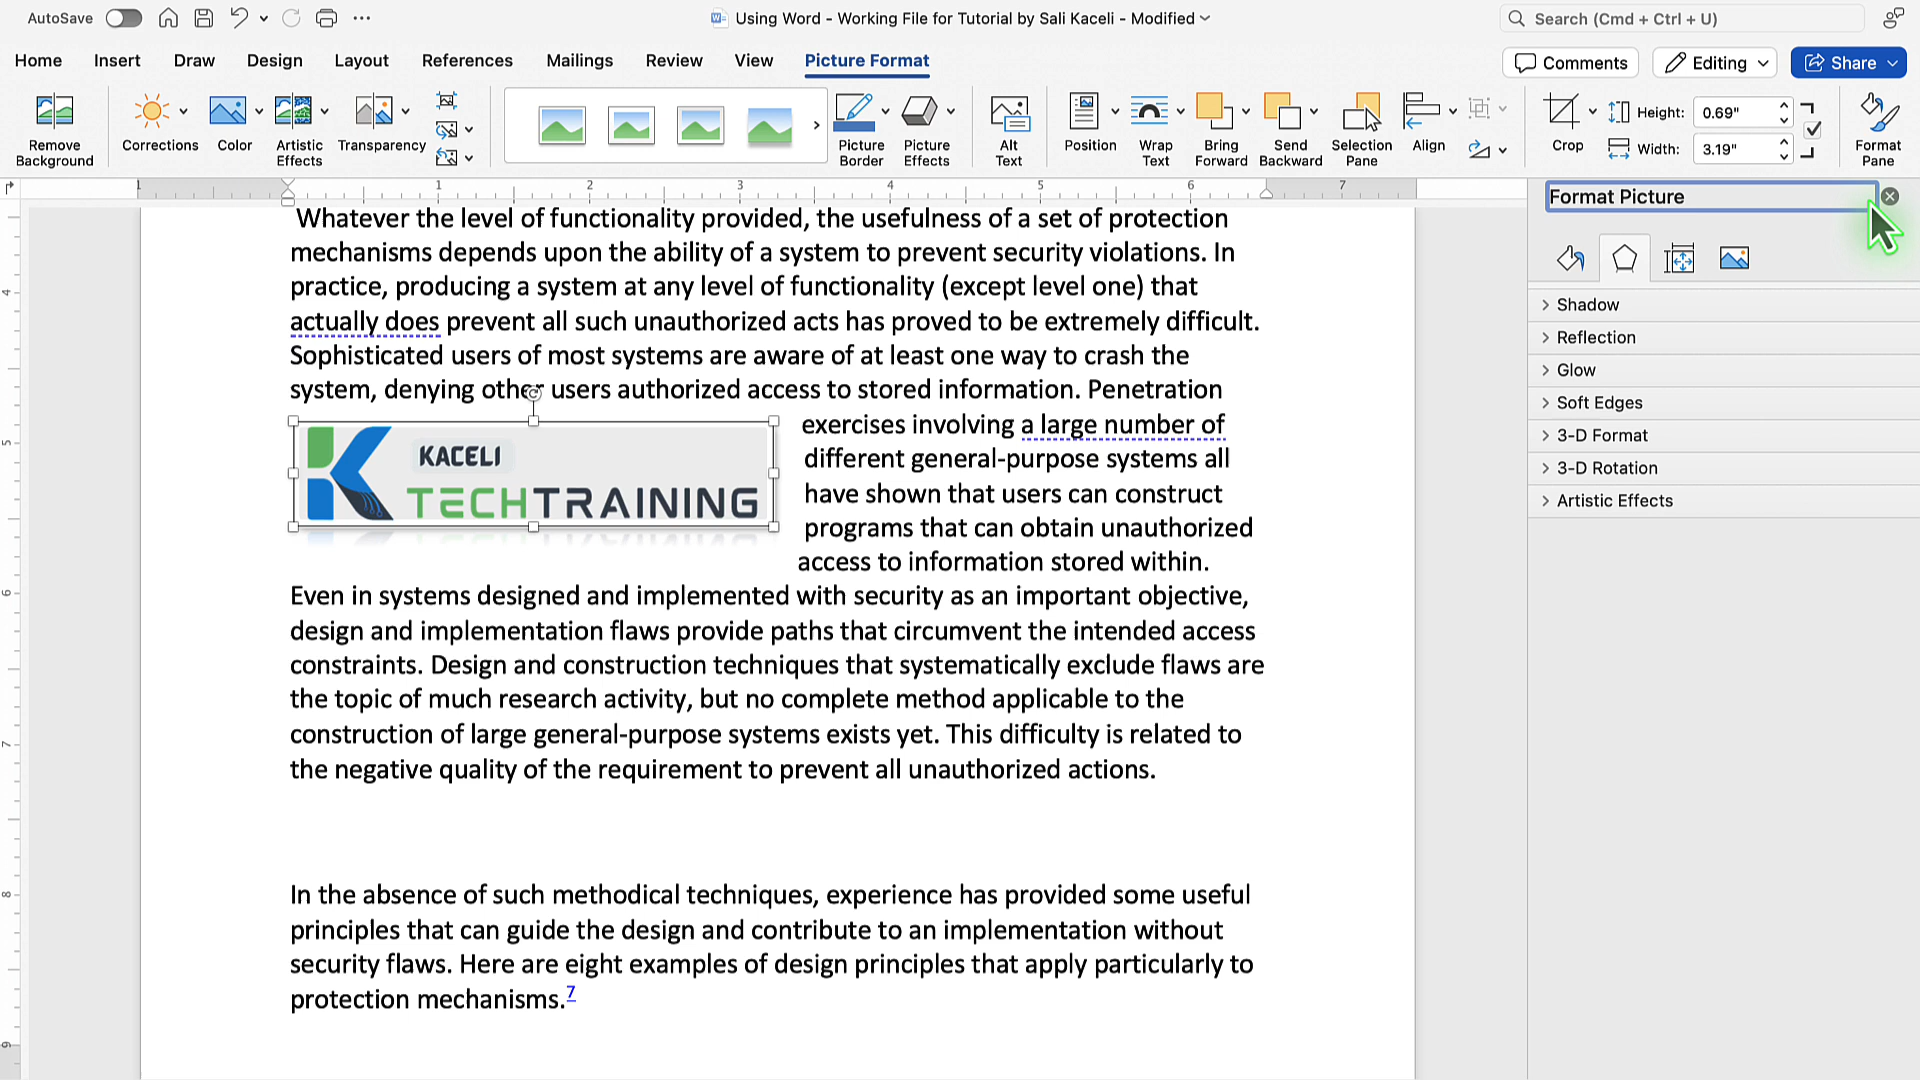 AutoSave
Using Word - Working File for Tutorial by Sali Kaceli - Modified
Search (Cmd + Ctrl + U)
Home Insert Draw Design Layout References Mailings Review View Picture Format
Comments Editing Share
Remove Background
Corrections
Color
Artistic Effects
Transparency
Picture Border
Picture Effects
Alt Text
Position
Wrap Text
Bring Forward
Send Backward
Selection Pane
Align
Crop
Height: 0.69"
Width: 3.19"
Format Pane
1 1 2 3 4 5 6 7
Format Picture
Shadow
Reflection
Glow
Soft Edges
3-D Format
3-D Rotation
Artistic Effects
4
5
6
7
8
9
Whatever the level of functionality provided, the usefulness of a set of protection
mechanisms depends upon the ability of a system to prevent security violations. In
practice, producing a system at any level of functionality (except level one) that
actually does prevent all such unauthorized acts has proved to be extremely difficult.
Sophisticated users of most systems are aware of at least one way to crash the
system, denying other users authorized access to stored information. Penetration
KACELI
TECHTRAINING
exercises involving a large number of
different general-purpose systems all
have shown that users can construct
programs that can obtain unauthorized
access to information stored within.
Even in systems designed and implemented with security as an important objective,
design and implementation flaws provide paths that circumvent the intended access
constraints. Design and construction techniques that systematically exclude flaws are
the topic of much research activity, but no complete method applicable to the
construction of large general-purpose systems exists yet. This difficulty is related to
the negative quality of the requirement to prevent all unauthorized actions.
In the absence of such methodical techniques, experience has provided some useful
principles that can guide the design and contribute to an implementation without
security flaws. Here are eight examples of design principles that apply particularly to
protection mechanisms.7